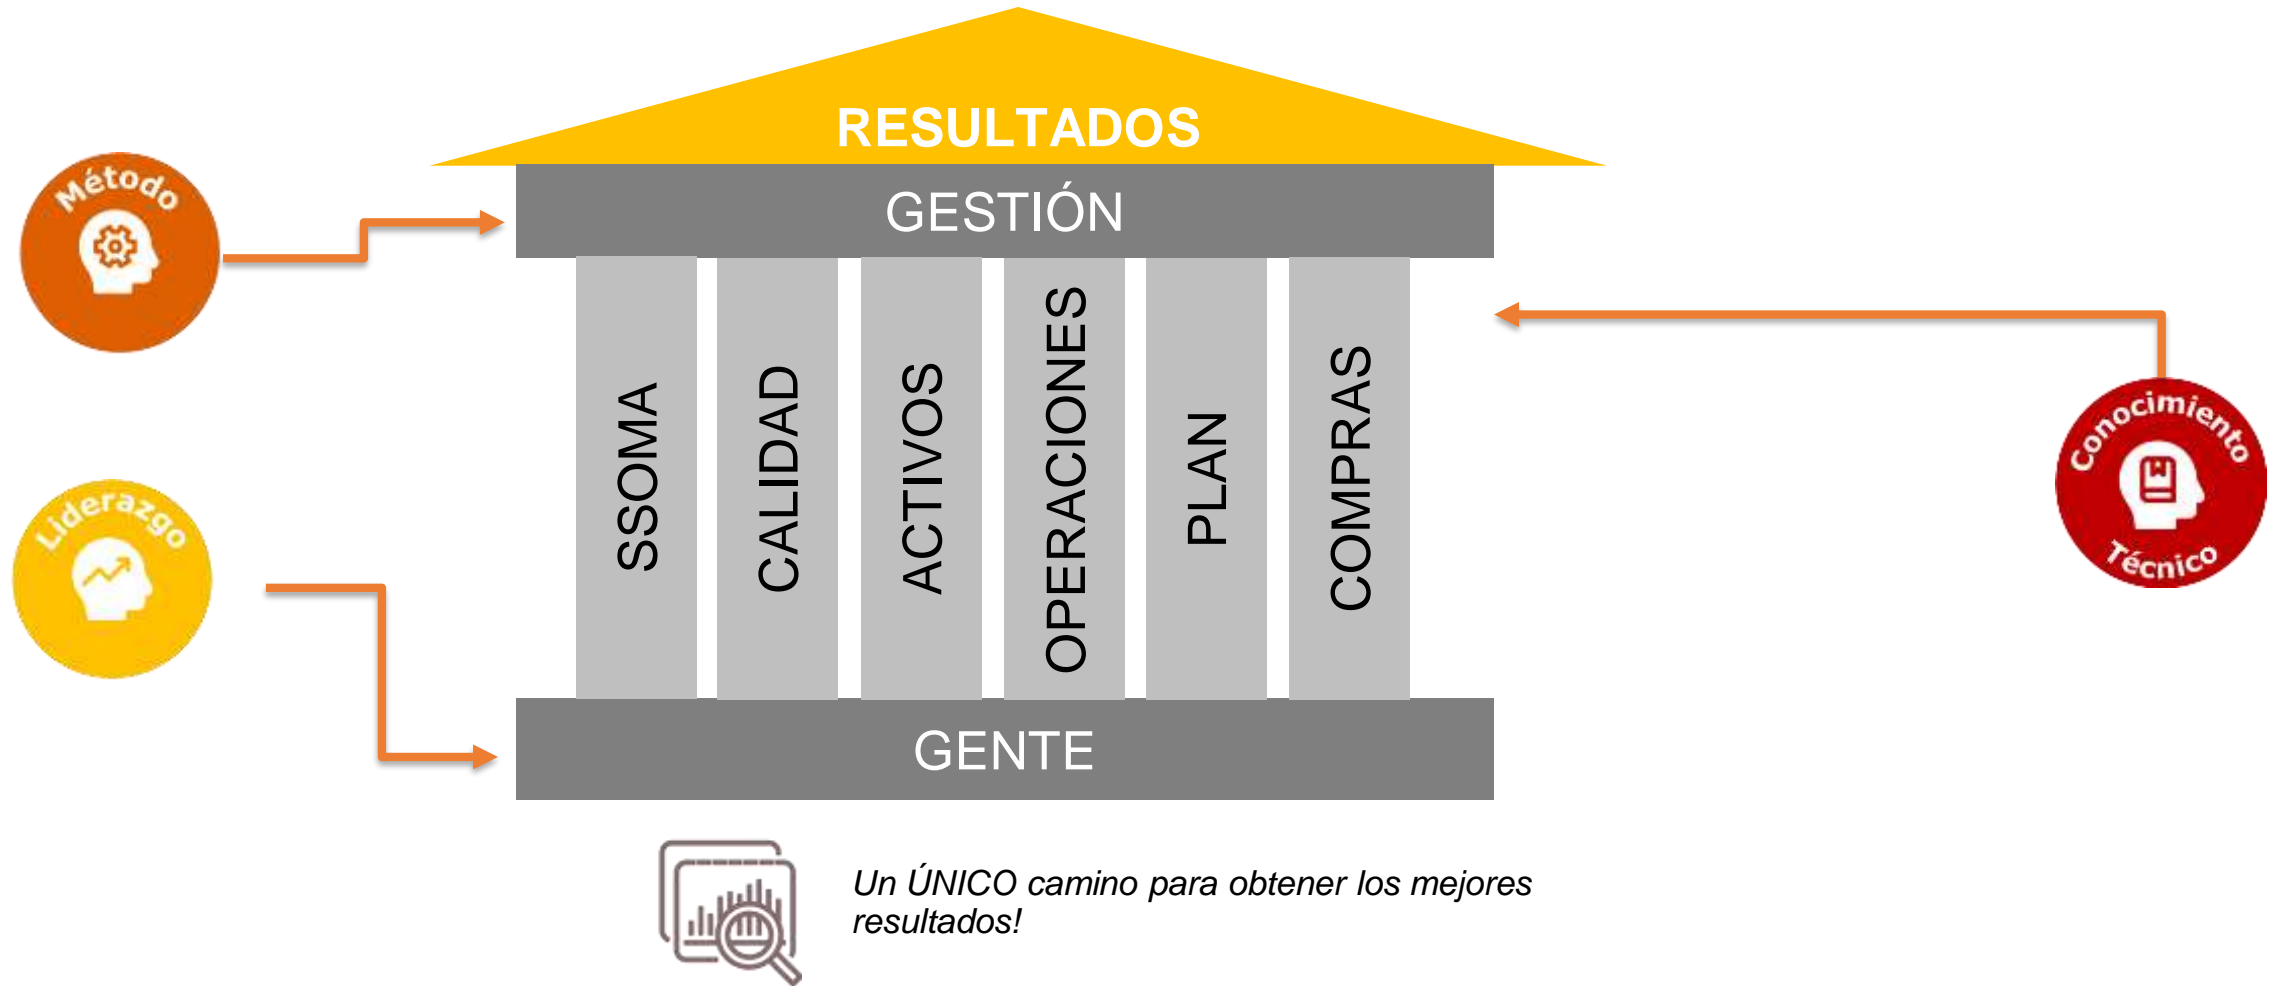 RESULTADOS
GESTIÓN
Método
Liderazgo
SSOMA
CALIDAD
ACTIVOS
OPERACIONES
PLAN
COMPRAS
Conocimiento
Técnico
GENTE
Un ÚNICO camino para obtener los mejores
resultados!